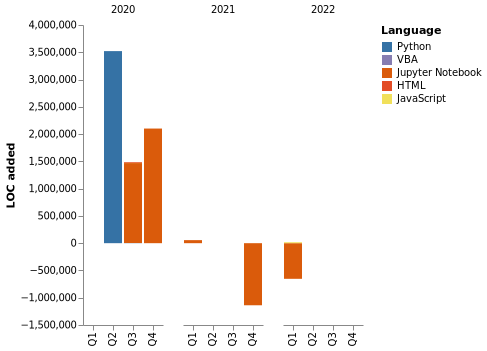 2020 2021 2022
Language
Python
VBA
Jupyter Notebook
HTML
JavaScript
LOC added
4,000,000
3,500,000
3,000,000
2,500,000
2,000,000
1,500,000
1,000,000
500,000
0
−500,000
−1,000,000
−1,500,000
Q1 Q2 Q3 Q4 Q1 Q2 Q3 Q4 Q1 Q2 Q3 Q4